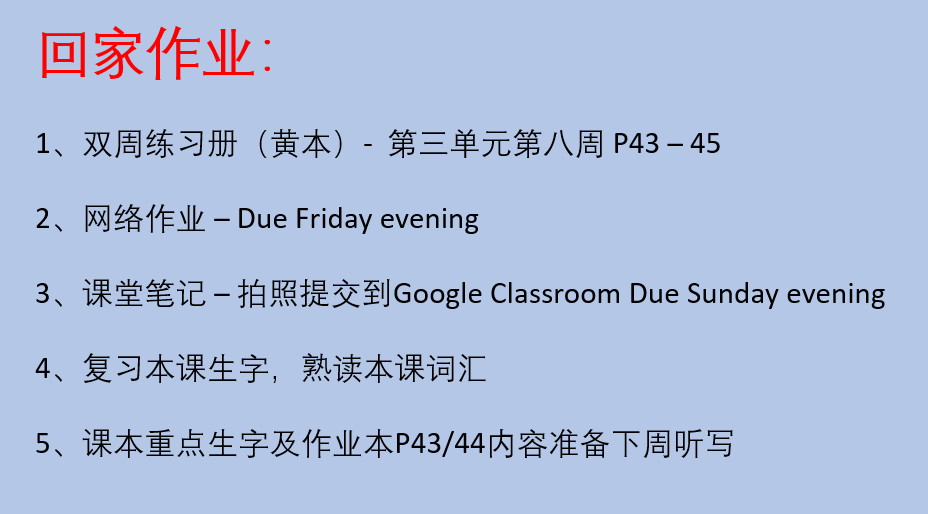 回家作业：
1、双周练习册（黄本）- 第三单元第八周 P43 – 45
2、网络作业 – Due Friday evening
3、课堂笔记 – 拍照提交到Google Classroom Due Sunday evening
4、复习本课生字，熟读本课词汇
5、课本重点生字及作业本P43/44内容准备下周听写